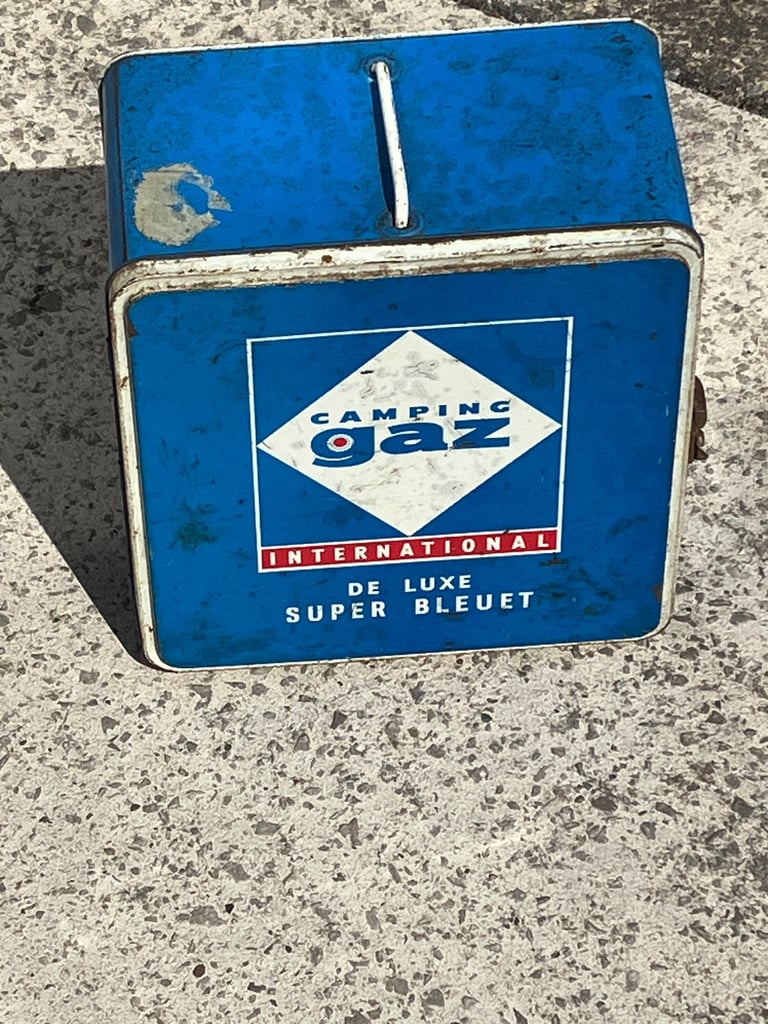 CAMPING
gaz
INTERNATIONAL
DE LUXE
SUPER BLEUET